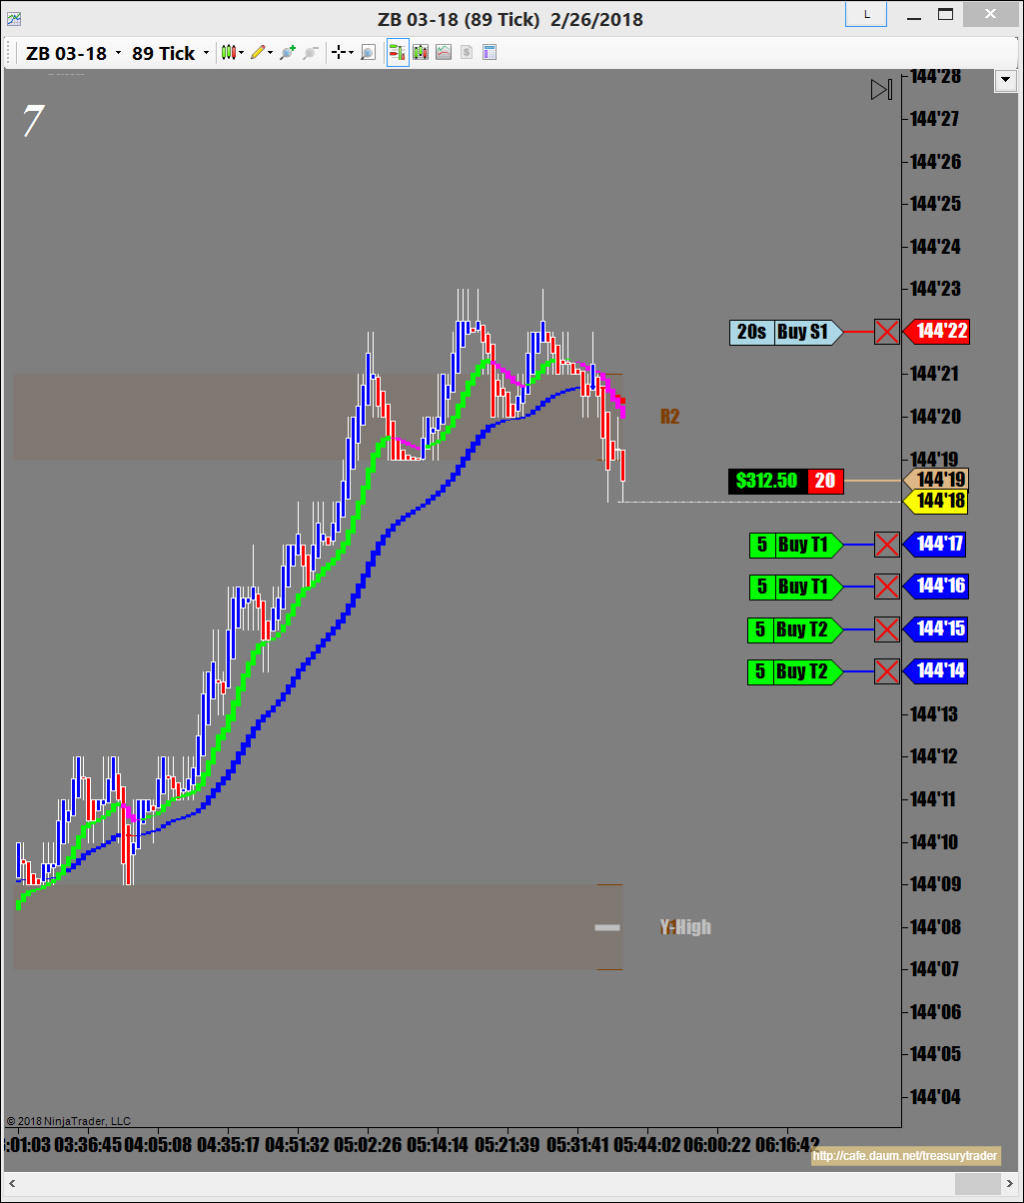 ZB 03-18 (89 Tick) 2/26/2018
L
ZB 03-18 89 Tick
7
144'28
144'27
144'26
144'25
144'24
144'23
20s Buy S1 144'22
144'21
R2 144'20
144'19
$312.50 20 144'19
144'18
5 Buy T1 144'17
5 Buy T1 144'16
5 Buy T2 144'15
5 Buy T2 144'14
144'13
144'12
144'11
144'10
144'09
Y-High 144'08
144'07
144'06
144'05
144'04
© 2018 NinjaTrader, LLC
3:01:03 03:36:45 04:05:08 04:35:17 04:51:32 05:02:26 05:14:14 05:21:39 05:31:41 05:44:02 06:00:22 06:16:42
http://cafe.daum.net/treasurytrader